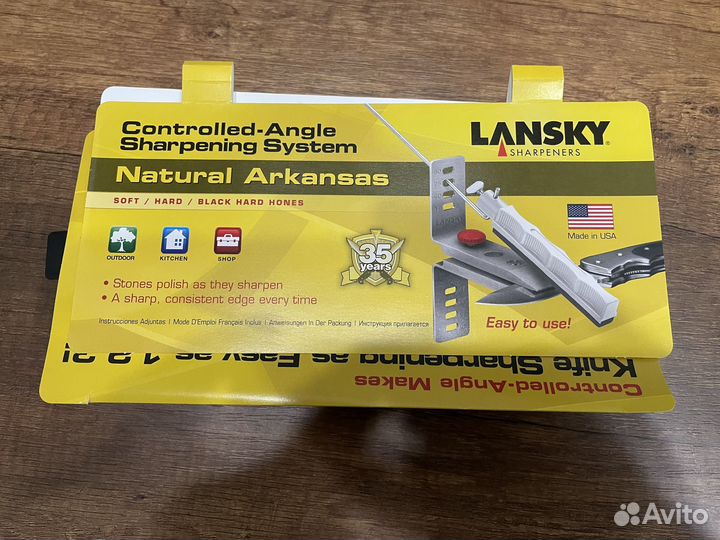 Controlled-Angle
Sharpening System
Natural Arkansas
SOFT / HARD / BLACK HARD HONES
OUTDOOR
KITCHEN
SHOP
• Stones polish as they sharpen
• A sharp, consistent edge every time
Instrucciones Adjuntas | Mode D'Emploi Français Inclus | Anweisungen In Der Packung | Инструкция прилагается
35
years
LANSKY
LANSKY®
SHARPENERS
Made in USA
Easy to use!
Controlled-Angle Makes
Knife Sharpening as Easy as 1,2,3!
Avito